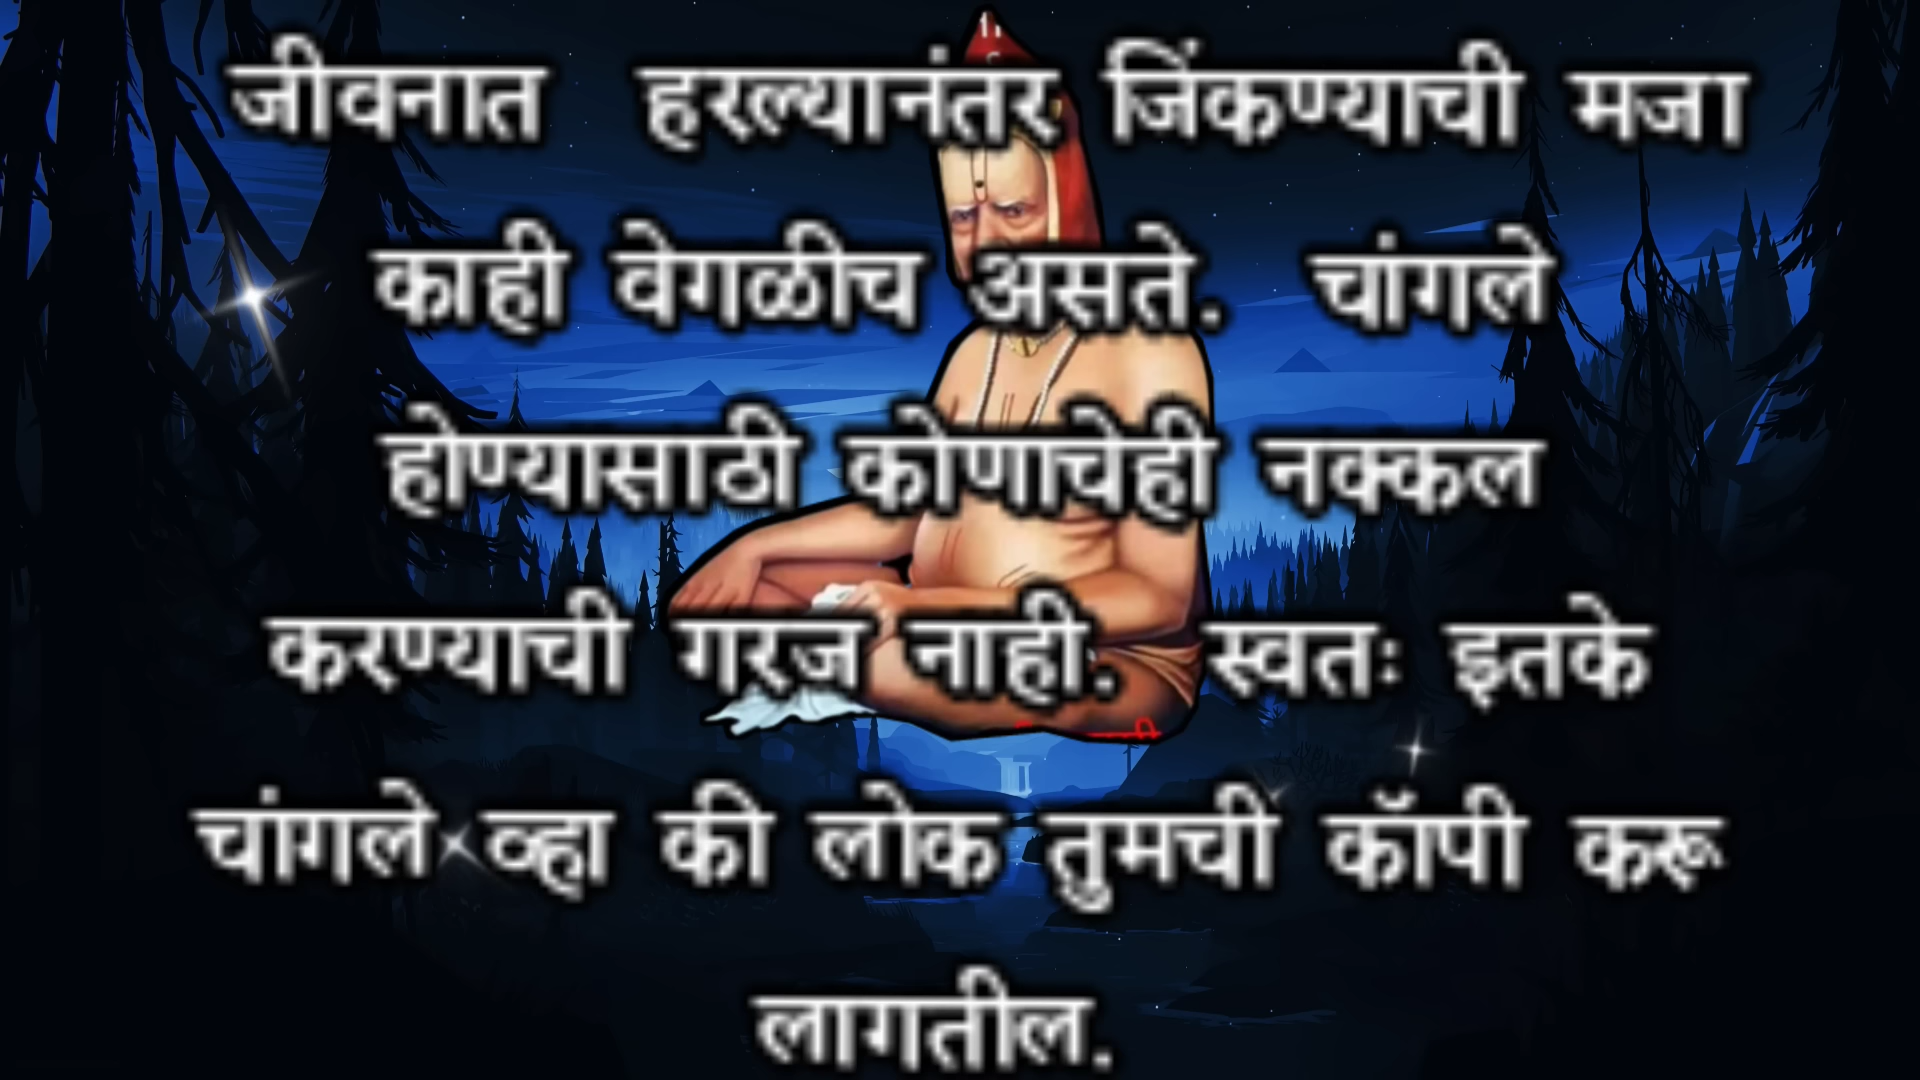 जीवनात हरल्यानंतर जिंकण्याची मजा
काही वेगळीच असते. चांगले
होण्यासाठी कोणाचेही नक्कल
करण्याची गरज नाही. स्वतः इतके
चांगले व्हा की लोक तुमची कॉपी करू
लागतील.